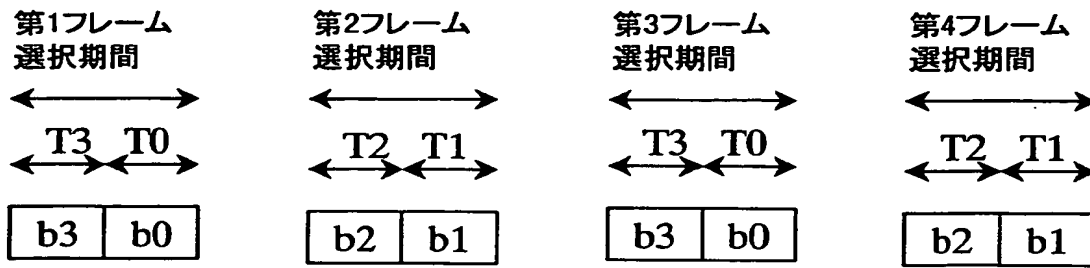 第1フレーム
選択期間
T3 T0
b3 b0
第2フレーム
選択期間
T2 T1
b2 b1
第3フレーム
選択期間
T3 T0
b3 b0
第4フレーム
選択期間
T2 T1
b2 b1